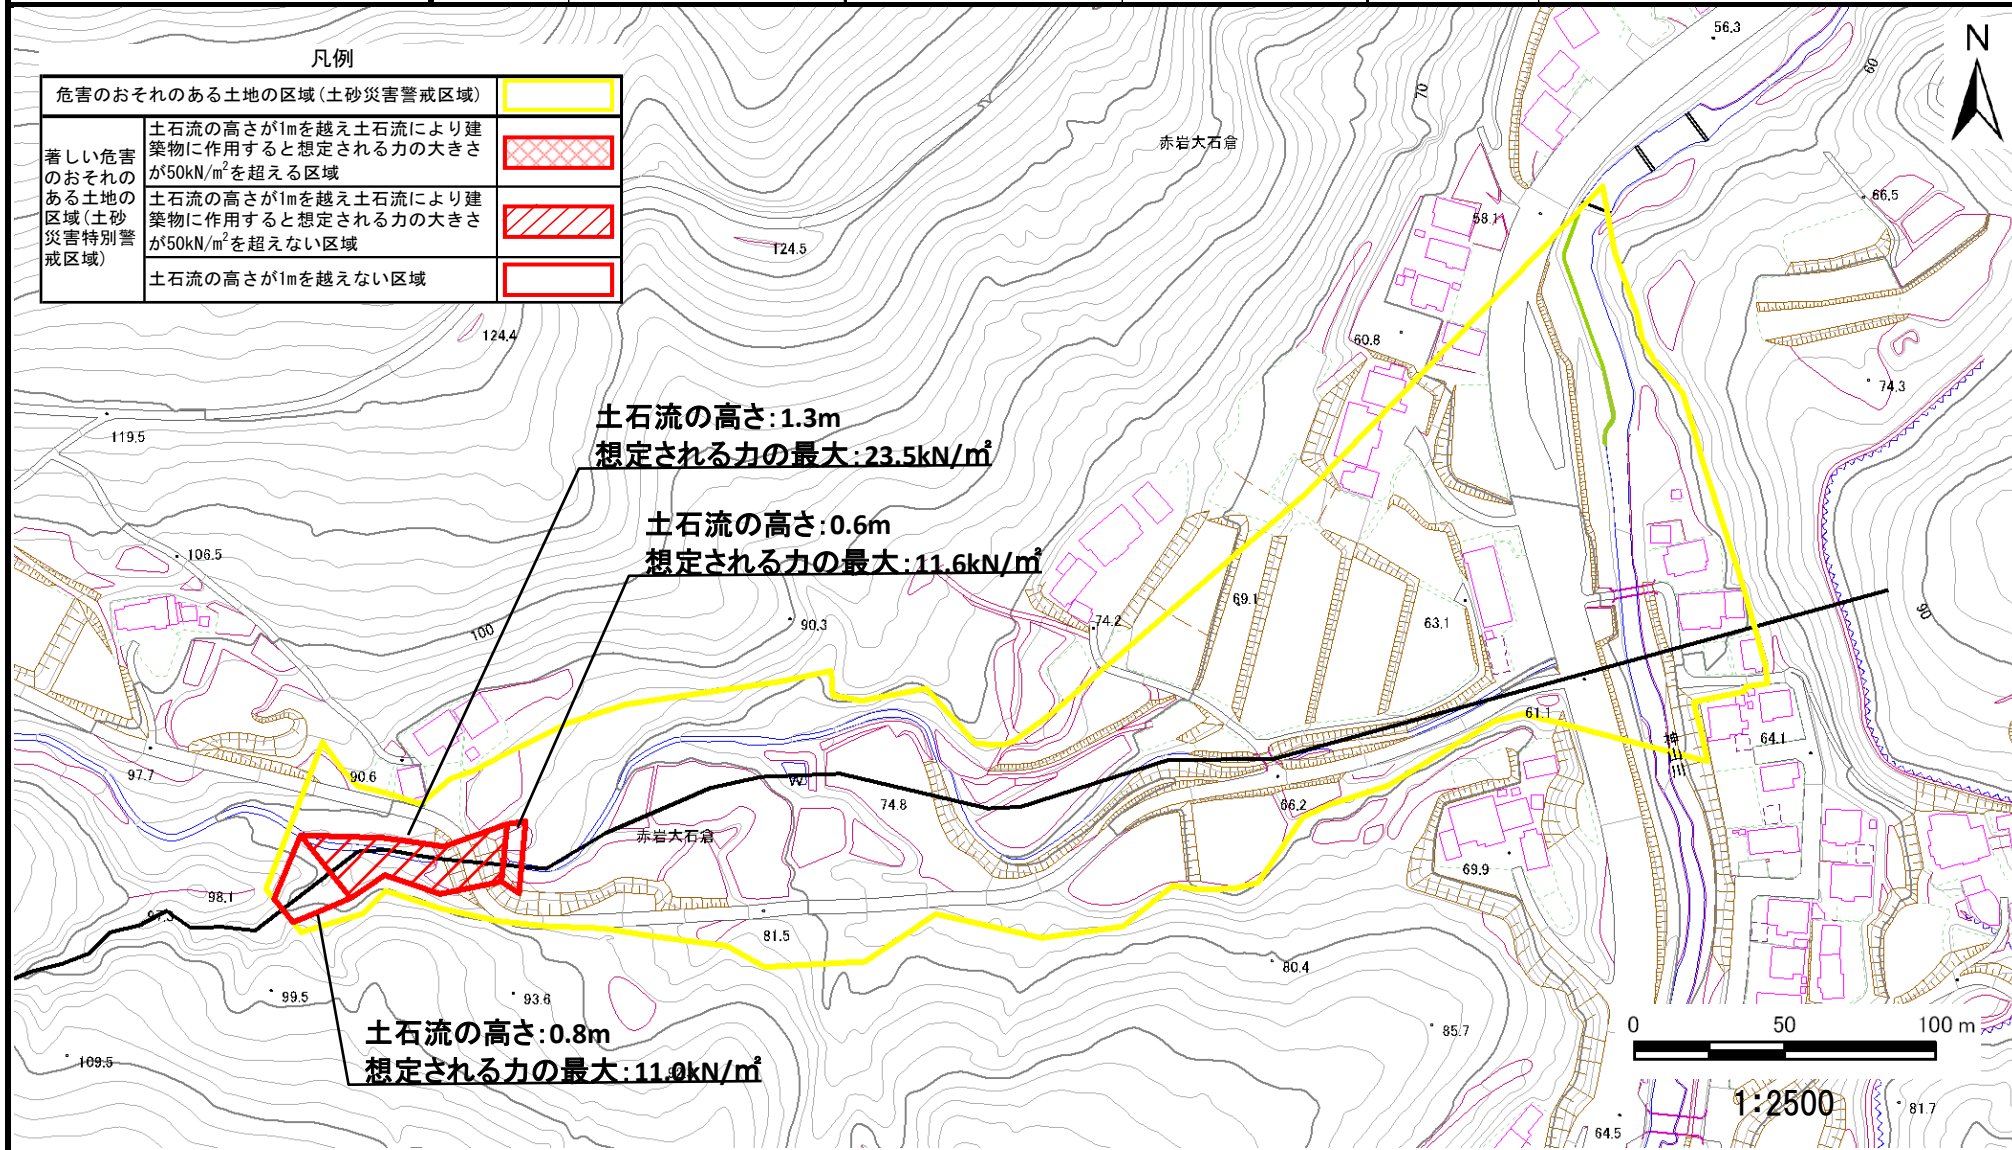 凡例
危害のおそれのある土地の区域(土砂災害警戒区域)
著しい危害
のおそれの
ある土地の
区域(土砂
災害特別警
戒区域)
土石流の高さが1mを越え土石流により建
築物に作用すると想定される力の大きさ
が50kN/m²を超える区域
土石流の高さが1mを越え土石流により建
築物に作用すると想定される力の大きさ
が50kN/m²を超えない区域
土石流の高さが1mを越えない区域
N
56.3
60
70
赤岩大石倉
66.5
58.1
124.5
124.4
60.8
74.3
119.5
土石流の高さ:1.3m
想定される力の最大:23.5kN/㎡
土石流の高さ:0.6m
想定される力の最大:11.6kN/㎡
106.5
100
90.3
74.2
69.1
63.1
90
61.1
神川
64.1
97.7
90.6
W
74.8
66.2
赤岩大石倉
69.9
98.1
97.3
81.5
80.4
99.5
93.6
85.7
109.5
土石流の高さ:0.8m
想定される力の最大:11.0kN/㎡
0 50 100 m
1:2500
81.7
64.5